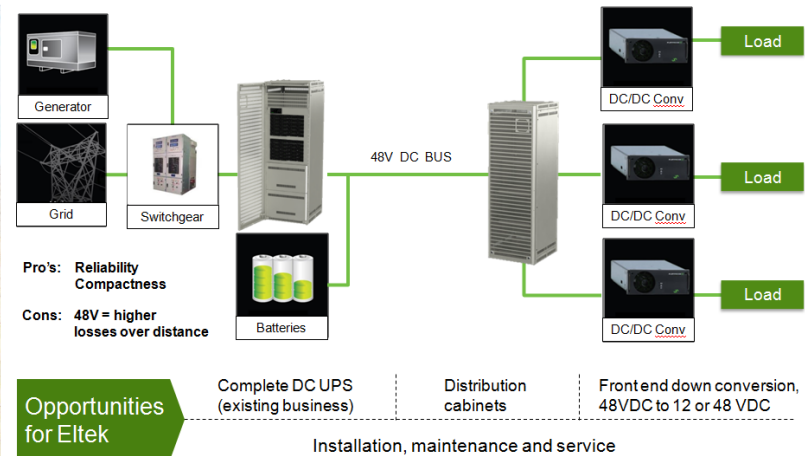 Generator
Grid
Switchgear
Batteries
48V DC BUS
DC/DC Conv
Load
DC/DC Conv
Load
DC/DC Conv
Load
Pro's: Reliability
Compactness
Cons: 48V = higher
losses over distance
Opportunities
for Eltek
Complete DC UPS
(existing business)
Distribution
cabinets
Front end down conversion,
48VDC to 12 or 48 VDC
Installation, maintenance and service